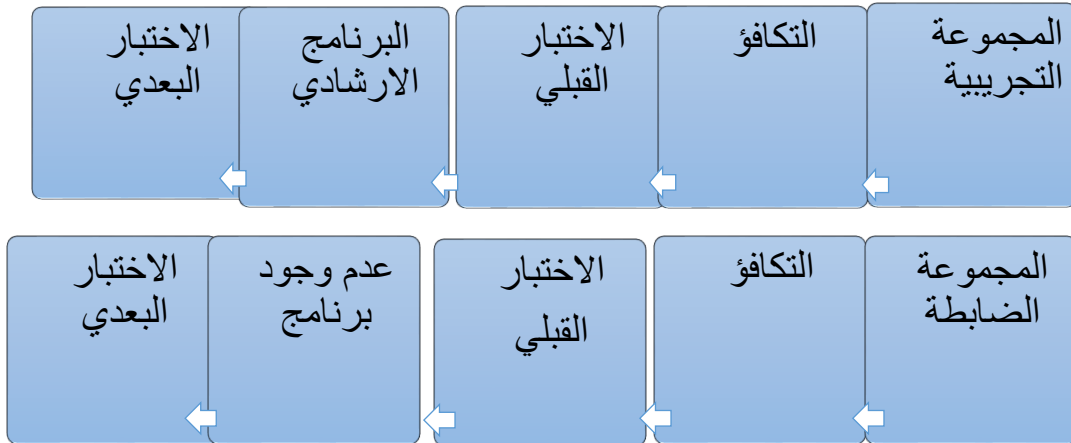 المجموعة
التجريبية
التكافؤ
الاختبار
القبلي
البرنامج
الارشادي
الاختبار
البعدي
المجموعة
الضابطة
التكافؤ
الاختبار
القبلي
عدم وجود
برنامج
الاختبار
البعدي